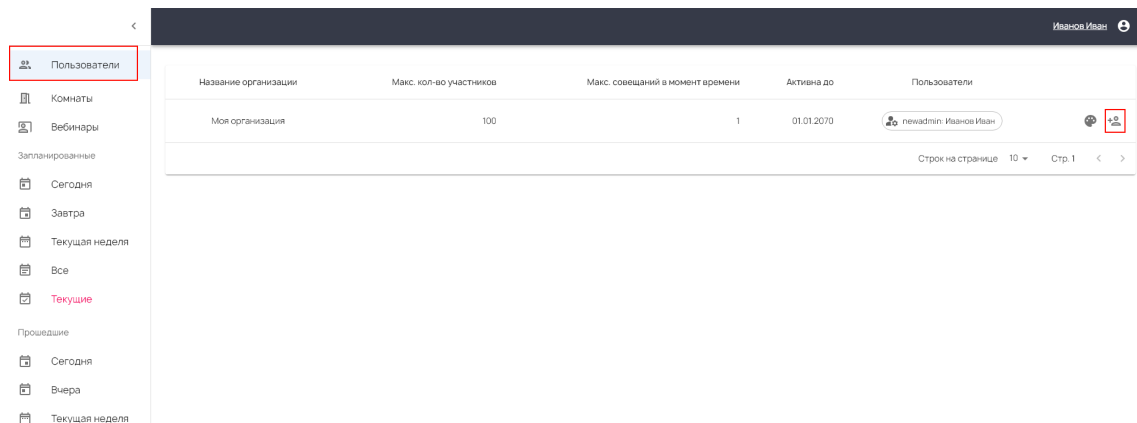 Иванов Иван
Пользователи
Комнаты
Вебинары
Запланированные
Сегодня
Завтра
Текущая неделя
Все
Текущие
Прошедшие
Сегодня
Вчера
Текущая неделя
Название организации Макс. кол-во участников Макс. совещаний в момент времени Активна до Пользователи
Моя организация 100 1 01.01.2070 newadmin: Иванов Иван
Строк на странице 10 Стр. 1